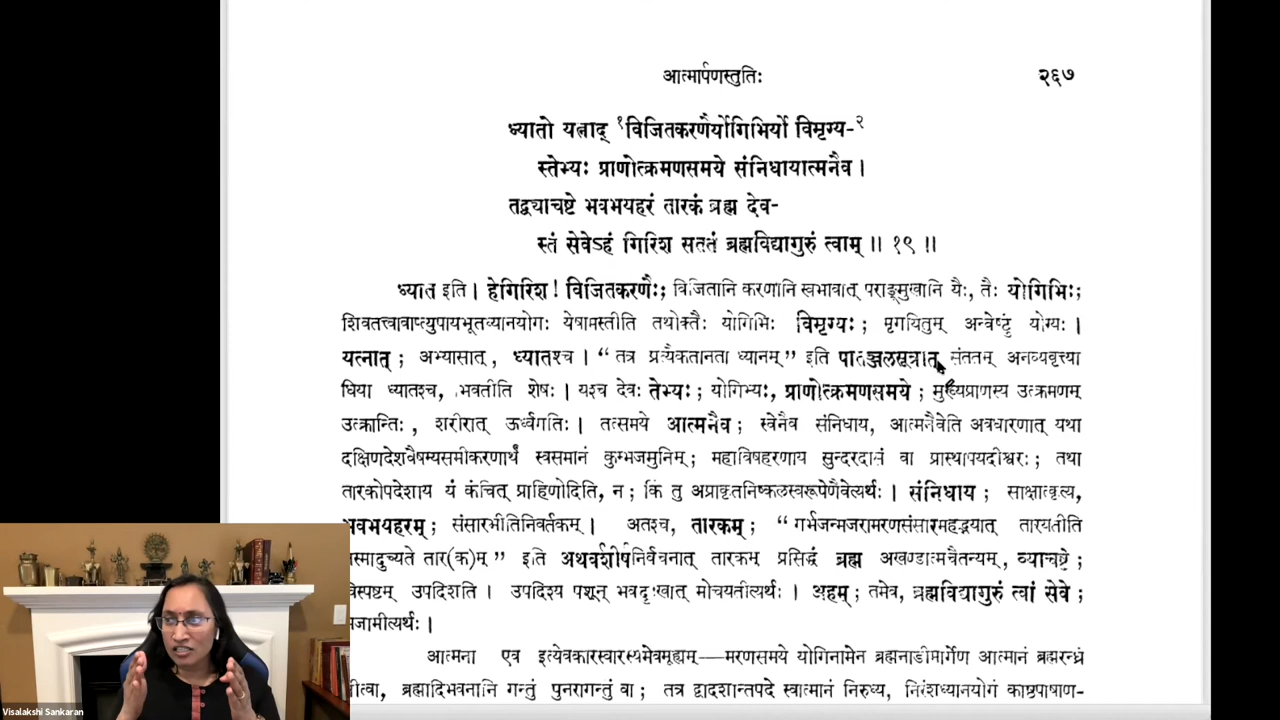 आत्मार्पणस्तुतिः २६७
ध्यातो यत्नाद् १विजितकरणैर्योगिभिर्यो विमृग्य-२
स्तेभ्यः प्राणोत्क्रमणसमये संनिधायात्मनैव ।
तद्व्याचष्टे भवभयहरं तारकं ब्रह्म देव-
स्तं सेवेऽहं गिरिश सततं ब्रह्मविद्यागुरुं त्वाम् ॥ १९ ॥
ध्यात इति । हेगिरिश ! विजितकरणैः; विजितानि करणानि स्वभावात् पराङ्मुखानि यैः, तैः योगिभिः;
शिवतत्त्वावाप्त्युपायभूतध्यानयोगः येषामस्तीति तथोक्तैः योगिभिः विमृग्यः; मृगयितुम् अन्वेष्टुं योग्यः ।
यत्नात् ; अभ्यासात् , ध्यातश्च । “ तत्र प्रत्यैकतानता ध्यानम् ” इति पातञ्जलसूत्रात् संततम् अनव्यवृत्त्या
धिया ध्यातश्च, भवतीति शेषः । यश्च देवः तेभ्यः; योगिभ्यः, प्राणोत्क्रमणसमये ; मुख्यप्राणस्य उत्क्रमणम्
उत्क्रान्तिः , शरीरात् ऊर्ध्वगतिः । तत्समये आत्मनैव ; स्वेनैव संनिधाय, आत्मनैवेति अवधारणात् यथा
दक्षिणदेशवैषम्यसमीकरणार्थं स्वसमानं कुम्भजमुनिम् ; महाविषहरणाय सुन्दरदासं वा प्रास्थापयदीश्वरः ; तथा
तारकोपदेशाय यं कंचित् प्राहिणोदिति, न ; किं तु अप्राकृतनिष्कलस्वरूपेणैवेत्यर्थः । संनिधाय ; साक्षात्कृत्य,
भवभयहरम् ; संसारभीतिनिवर्तकम् । अतश्च, तारकम् ; “ गर्भजन्मजरामरणसंसारमहद्भयात् तारयतीति
स्मादुच्यते तार(क)म् ” इति अथर्वशीर्षनिर्वचनात् तारकम् प्रसिद्धं ब्रह्म अखण्डात्मचैतन्यम्, व्याचष्टे ;
विस्पष्टम् उपदिशति । उपदिश्य पशून् भवदुःखात् मोचयतीत्यर्थः । अहम् ; तमेव, ब्रह्मविद्यागुरुं त्वां सेवे ;
भजामीत्यर्थः ।
आत्मना एव इत्येवकारस्वारस्यमेवमूह्यम्—मरणसमये योगिनामेन ब्रह्मनाडीमार्गेण आत्मानं ब्रह्मरन्ध्रं
नीत्वा, ब्रह्मादिभवनानि गन्तुं पुनरागन्तुं वा ; तत्र द्वादशान्तपदे स्वात्मानं निरुध्य, निरंशध्यानयोगं काष्ठपाषाण-
Visalakshi Sankaran